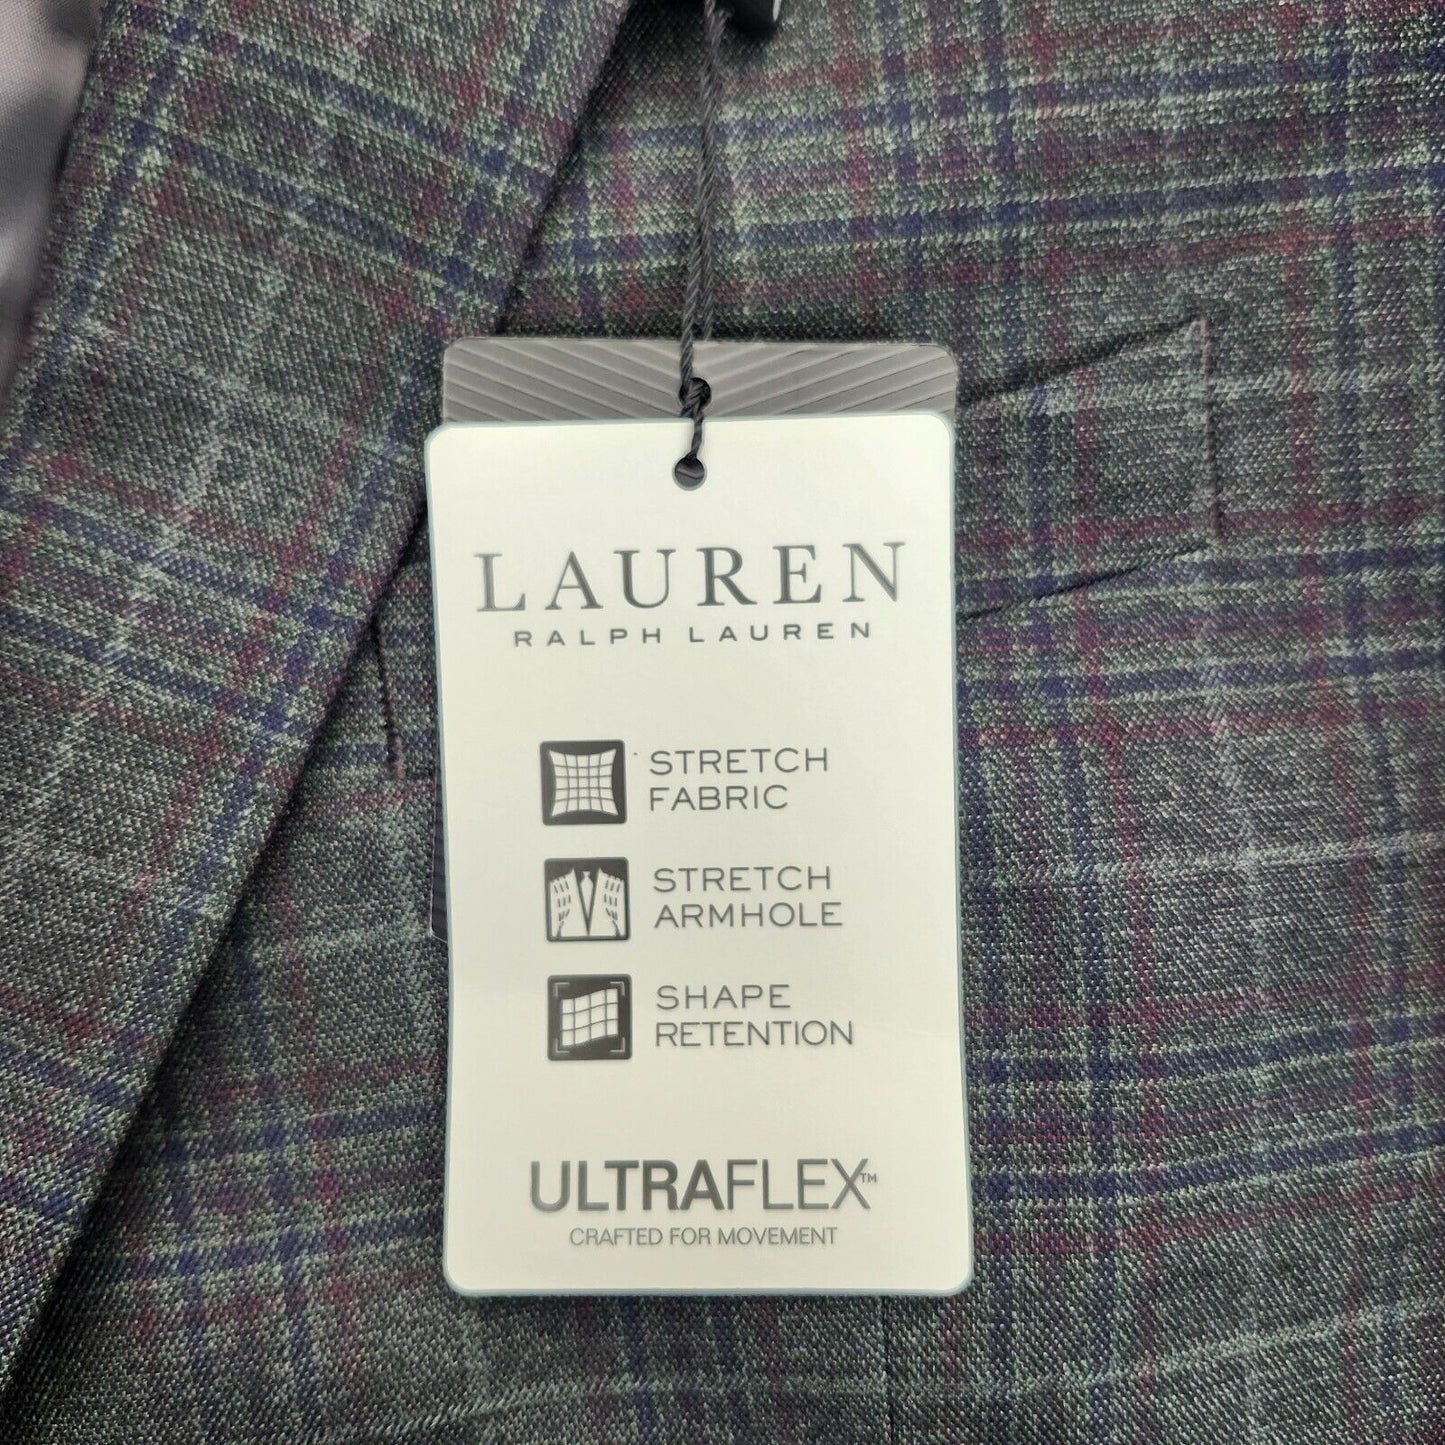 LAUREN
RALPH LAUREN
STRETCH
FABRIC
STRETCH
ARMHOLE
SHAPE
RETENTION
ULTRAFLEX™
CRAFTED FOR MOVEMENT